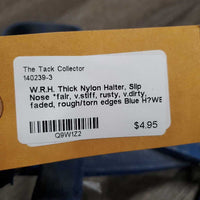 The Tack Collector
140239-3
W.R.H. Thick Nylon Halter, Slip
Nose *fair, v.stiff, rusty, v.dirty,
faded, rough/torn edges Blue H?WE
Q9W1Z2
$4.95